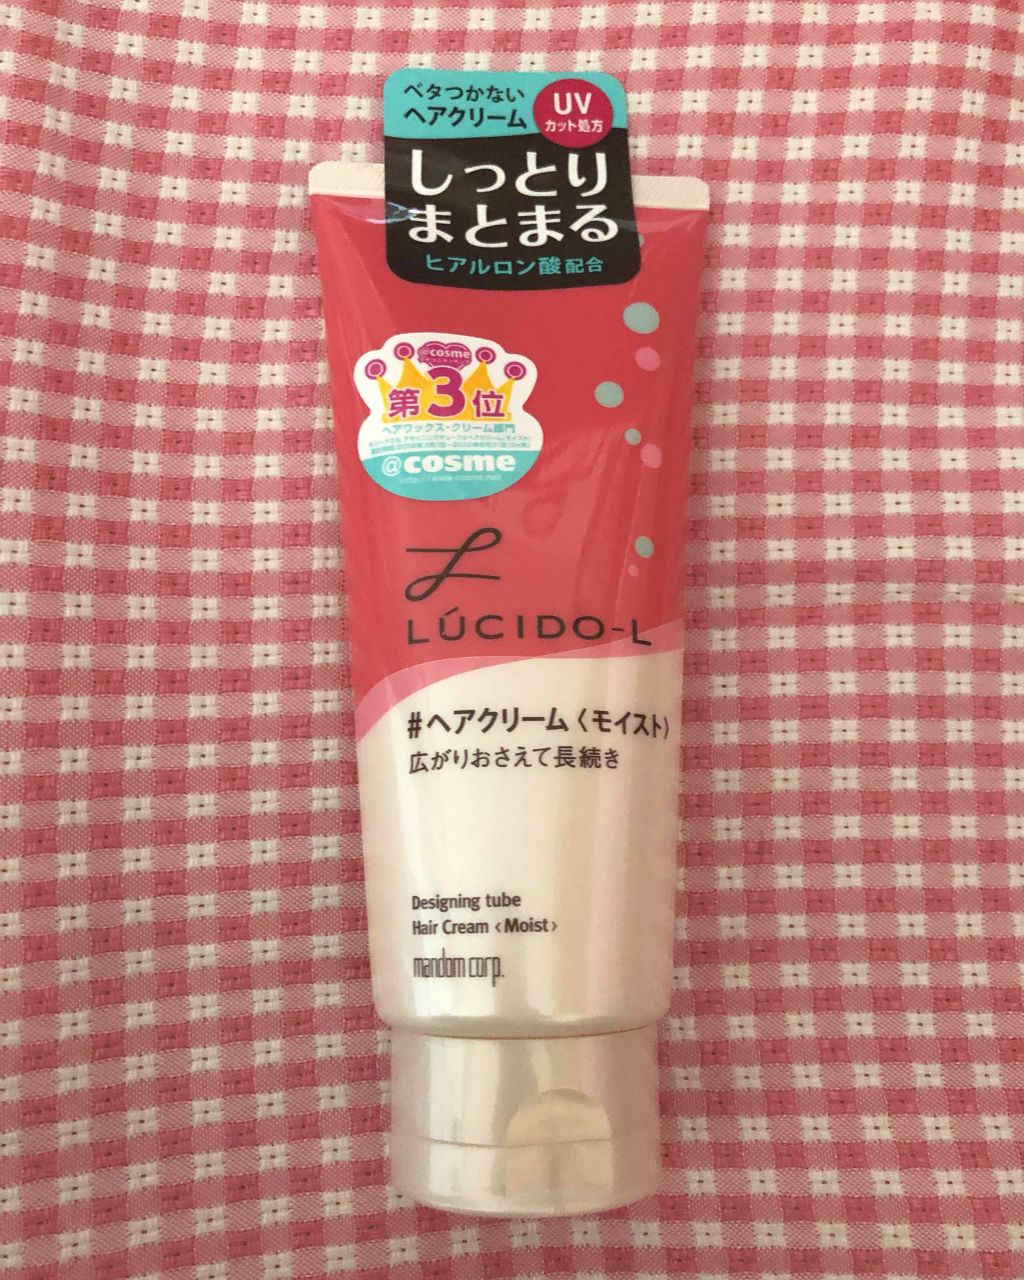 ベタつかない
ヘアクリーム
UV
カット処方
しっとり
まとまる
ヒアルロン酸配合
@cosme
第3位
ヘアワックス・クリーム部門
@cosme
http://www.cosme.net
LÚCIDO-L
#ヘアクリーム〈モイスト〉
広がりおさえて長続き
Designing tube
Hair Cream ‹Moist›
mandom corp.